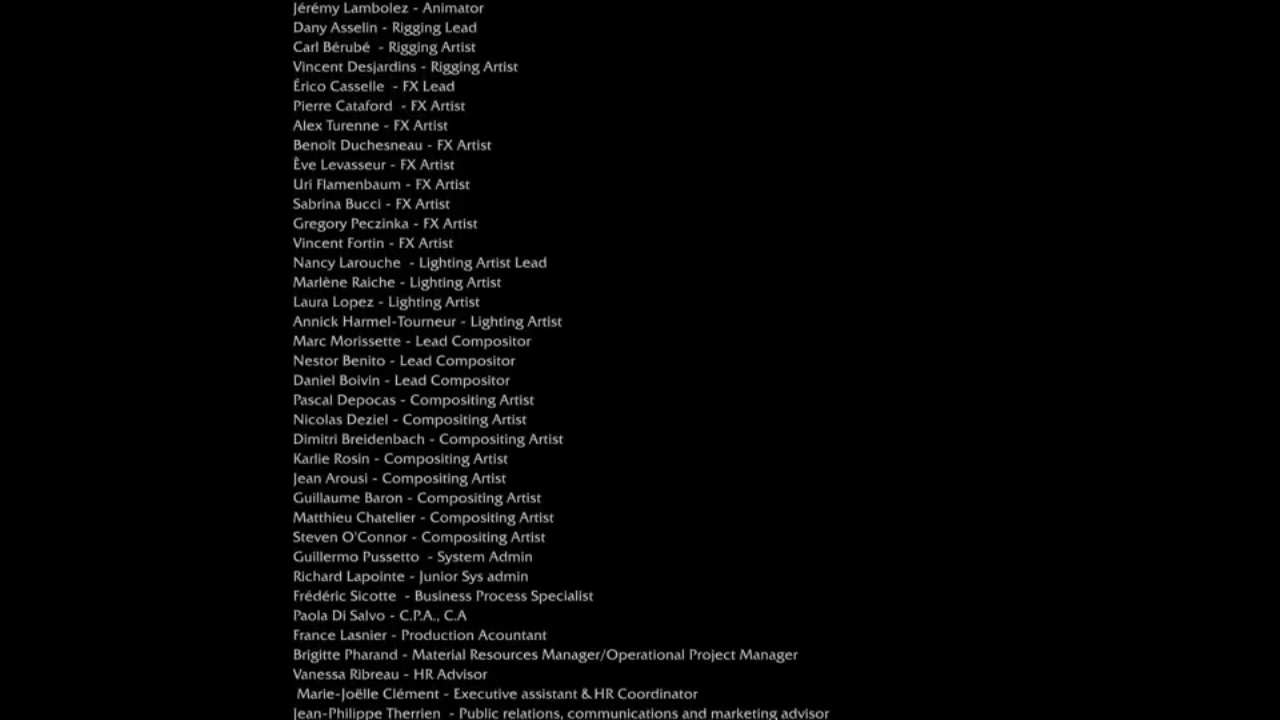 Jérémy Lambolez - Animator
Dany Asselin - Rigging Lead
Carl Bérubé - Rigging Artist
Vincent Desjardins - Rigging Artist
Érico Casselle - FX Lead
Pierre Cataford - FX Artist
Alex Turenne - FX Artist
Benoît Duchesneau - FX Artist
Ève Levasseur - FX Artist
Uri Flamenbaum - FX Artist
Sabrina Bucci - FX Artist
Gregory Peczinka - FX Artist
Vincent Fortin - FX Artist
Nancy Larouche - Lighting Artist Lead
Marlène Raiche - Lighting Artist
Laura Lopez - Lighting Artist
Annick Harmel-Tourneur - Lighting Artist
Marc Morissette - Lead Compositor
Nestor Benito - Lead Compositor
Daniel Boivin - Lead Compositor
Pascal Depocas - Compositing Artist
Nicolas Deziel - Compositing Artist
Dimitri Breidenbach - Compositing Artist
Karlie Rosin - Compositing Artist
Jean Arousi - Compositing Artist
Guillaume Baron - Compositing Artist
Matthieu Chatelier - Compositing Artist
Steven O'Connor - Compositing Artist
Guillermo Pussetto - System Admin
Richard Lapointe - Junior Sys admin
Frédéric Sicotte - Business Process Specialist
Paola Di Salvo - C.P.A., C.A
France Lasnier - Production Acountant
Brigitte Pharand - Material Resources Manager/Operational Project Manager
Vanessa Ribreau - HR Advisor
Marie-Joëlle Clément - Executive assistant & HR Coordinator
Jean-Philippe Therrien - Public relations, communications and marketing advisor